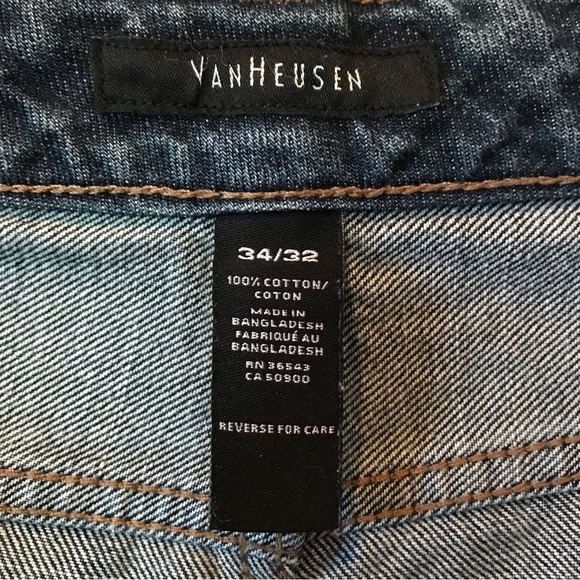 VANHEUSEN
34/32
100% COTTON/
COTON
MADE IN
BANGLADESH
FABRIQUÉ AU
BANGLADESH
RN 36543
CA 50900
REVERSE FOR CARE